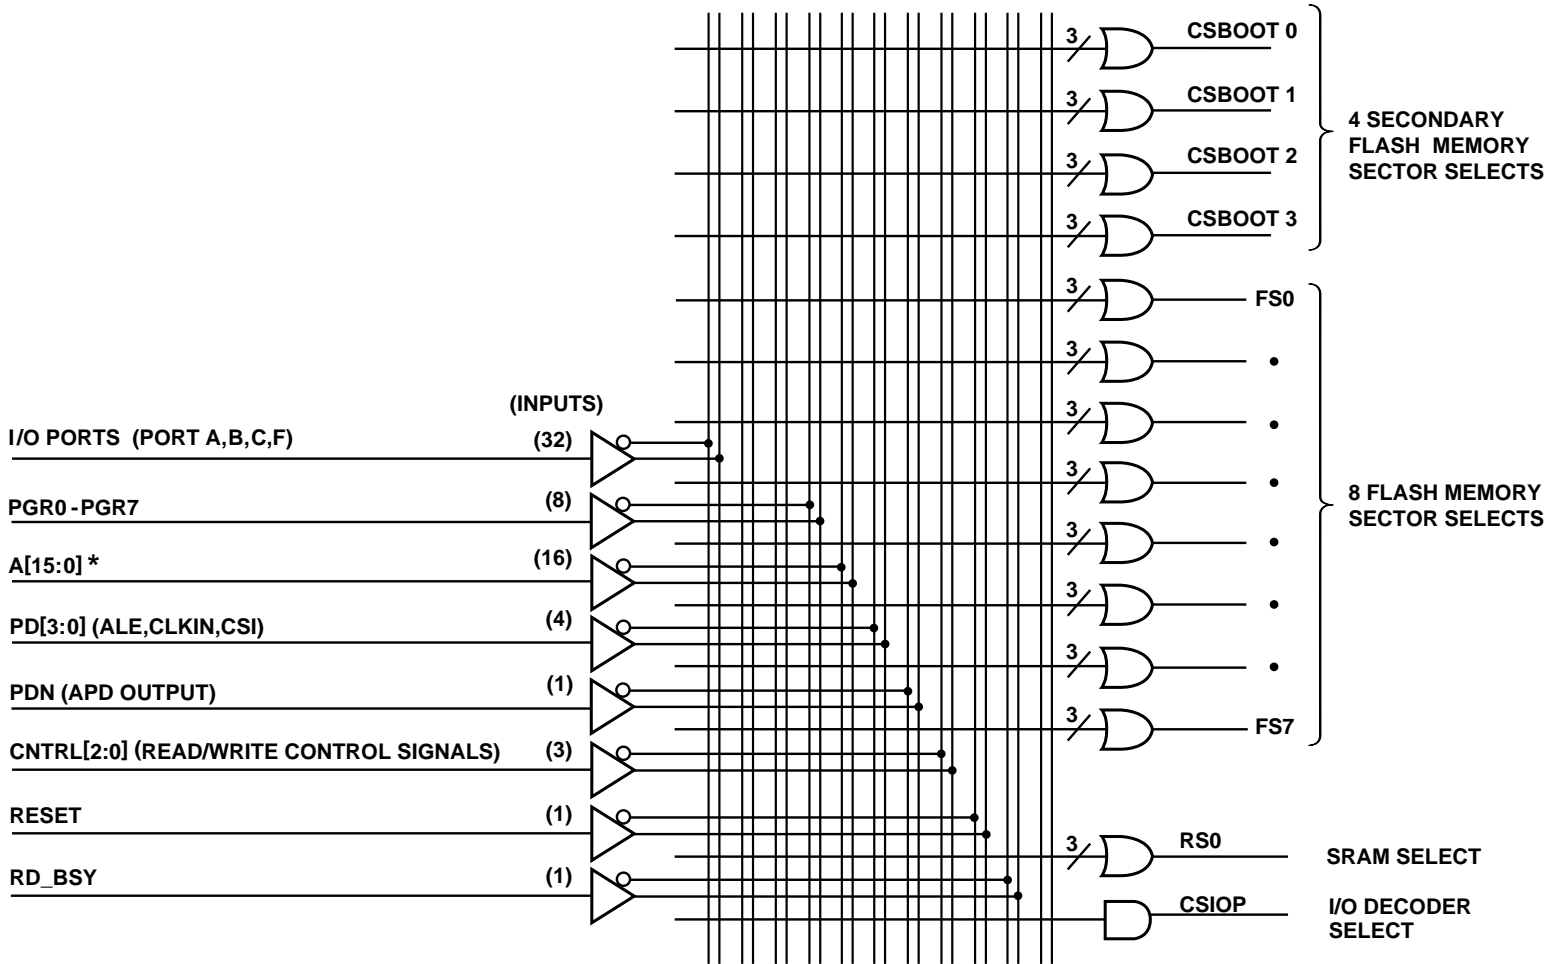 3 CSBOOT 0
3 CSBOOT 1
3 CSBOOT 2
3 CSBOOT 3
4 SECONDARY
FLASH MEMORY
SECTOR SELECTS
3 FS0
3 •
3 •
3 •
3 •
3 •
3 •
3 FS7
8 FLASH MEMORY
SECTOR SELECTS
(INPUTS)
I/O PORTS (PORT A,B,C,F) (32)
PGR0 - PGR7 (8)
A[15:0] * (16)
PD[3:0] (ALE,CLKIN,CSI) (4)
PDN (APD OUTPUT) (1)
CNTRL[2:0] (READ/WRITE CONTROL SIGNALS) (3)
RESET (1)
RD_BSY (1)
3 RS0
SRAM SELECT
CSIOP
I/O DECODER
SELECT